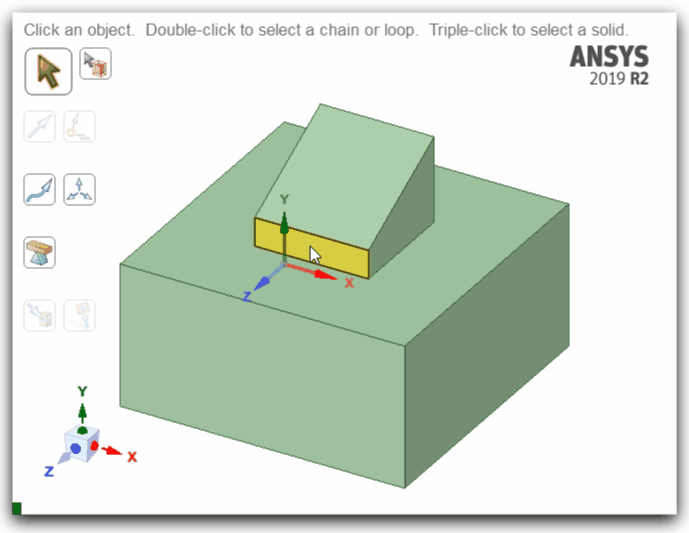 Click an object. Double-click to select a chain or loop. Triple-click to select a solid.
ANSYS
2019 R2
Y
X
Z
Y
X
Z